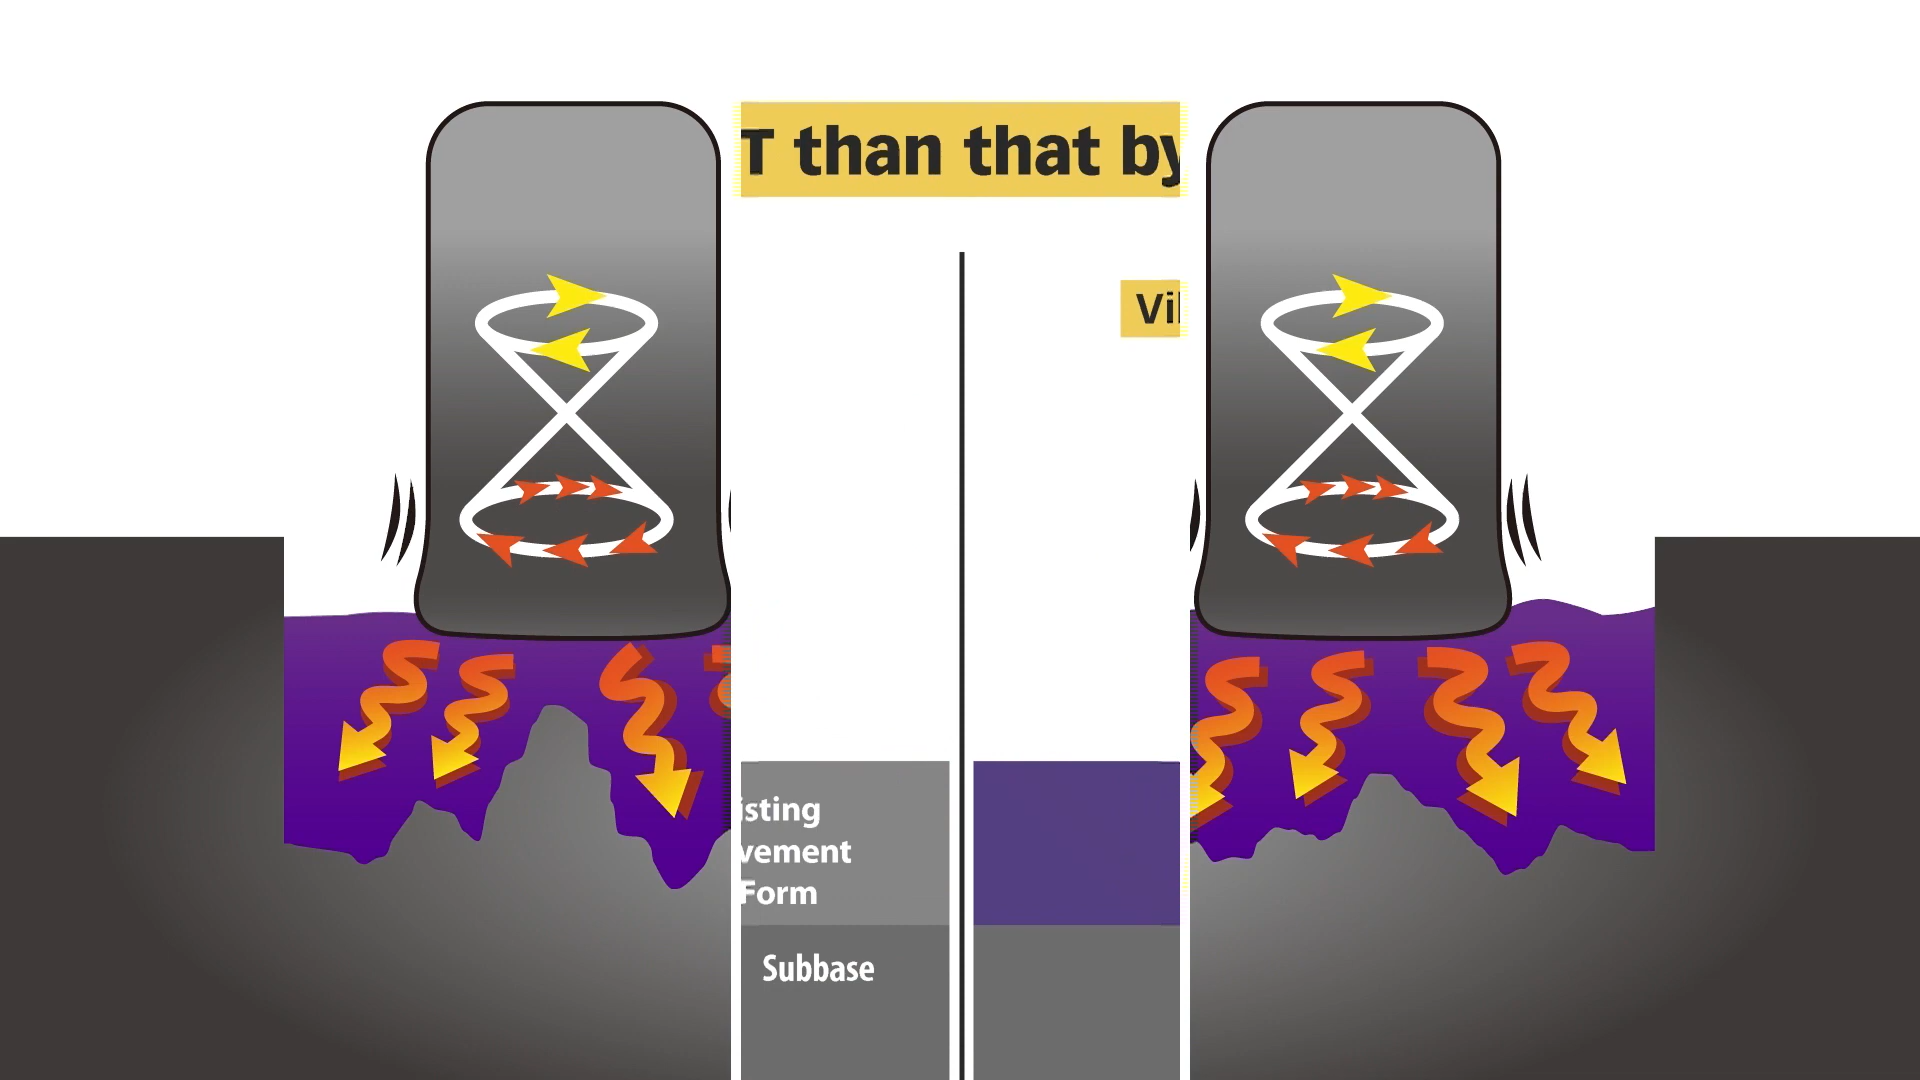 T than that by
Vi
isting
vement
Form
Subbase